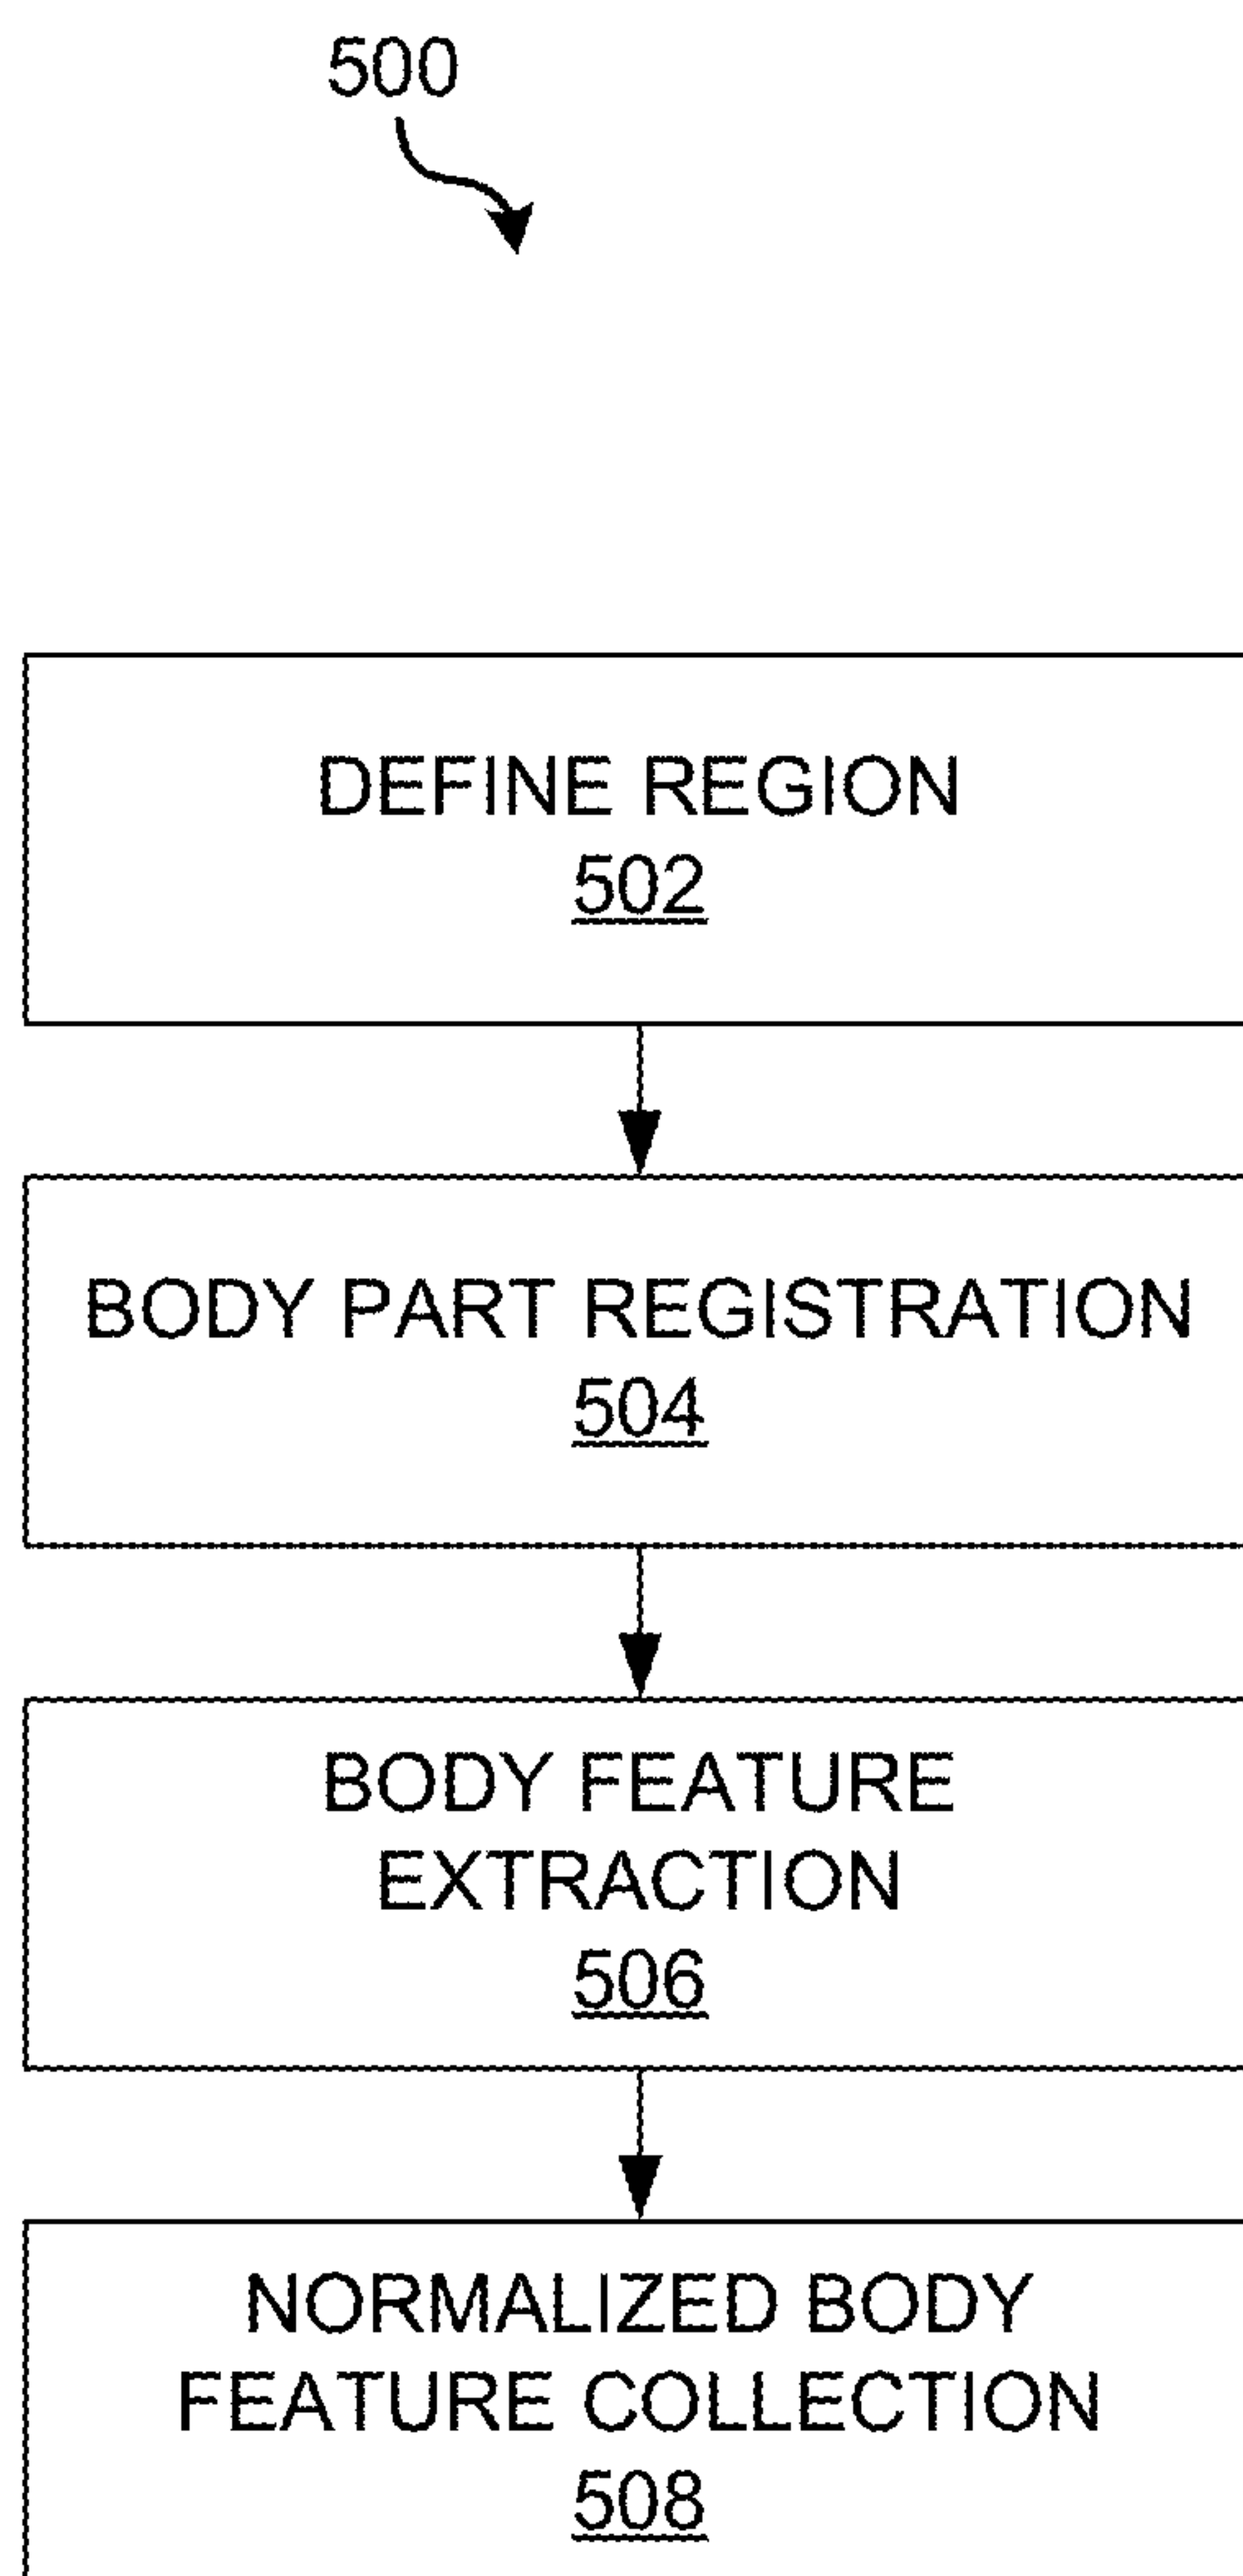 500
DEFINE REGION
502
BODY PART REGISTRATION
504
BODY FEATURE
EXTRACTION
506
NORMALIZED BODY
FEATURE COLLECTION
508